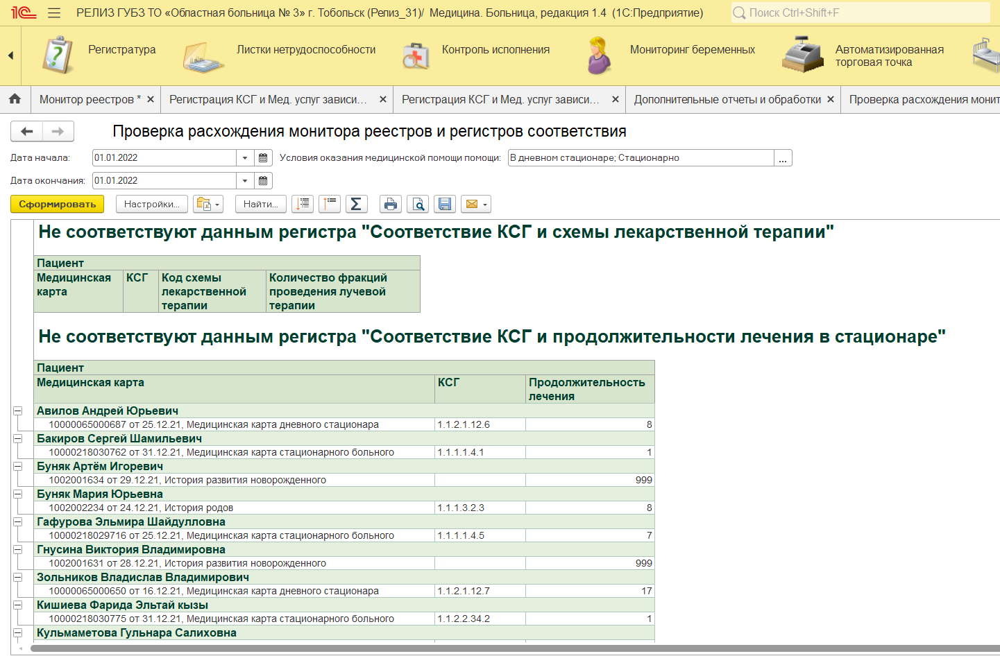 1С РЕЛИЗ ГУБЗ ТО «Областная больница № 3» г. Тобольск (Релиз_31)/ Медицина. Больница, редакция 1.4 (1С:Предприятие) Поиск Ctrl+Shift+F
Регистратура
Листки нетрудоспособности
Контроль исполнения
Мониторинг беременных
Автоматизированная
торговая точка
Монитор реестров *
Регистрация КСГ и Мед. услуг зависи...
Регистрация КСГ и Мед. услуг зависи...
Дополнительные отчеты и обработки
Проверка расхождения монит
Проверка расхождения монитора реестров и регистров соответствия
Дата начала: 01.01.2022 Условия оказания медицинской помощи помощи: В дневном стационаре; Стационарно ...
Дата окончания: 01.01.2022
Сформировать Настройки... Найти... Σ
Не соответствуют данным регистра "Соответствие КСГ и схемы лекарственной терапии"
Пациент
Медицинская
карта
КСГ
Код схемы
лекарственной
терапии
Количество фракций
проведения лучевой
терапии
Не соответствуют данным регистра "Соответствие КСГ и продолжительности лечения в стационаре"
Пациент
Медицинская карта
КСГ
Продолжительность
лечения
Авилов Андрей Юрьевич
10000065000687 от 25.12.21, Медицинская карта дневного стационара 1.1.2.1.12.6 8
Бакиров Сергей Шамильевич
10000218030762 от 31.12.21, Медицинская карта стационарного больного 1.1.1.1.4.1 1
Буняк Артём Игоревич
1002001634 от 29.12.21, История развития новорожденного 999
Буняк Мария Юрьевна
1002002234 от 24.12.21, История родов 1.1.1.3.2.3 8
Гафурова Эльмира Шайдулловна
10000218029716 от 25.12.21, Медицинская карта стационарного больного 1.1.1.1.4.5 7
Гнусина Виктория Владимировна
1002001631 от 28.12.21, История развития новорожденного 999
Зольников Владислав Владимирович
10000065000650 от 16.12.21, Медицинская карта дневного стационара 1.1.2.1.12.7 17
Кишиева Фарида Эльтай кызы
10000218030775 от 31.12.21, Медицинская карта стационарного больного 1.1.2.2.34.2 1
Кульмаметова Гульнара Салиховна